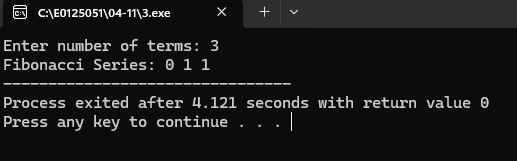 C:\E0125051\04-11\3.exe
Enter number of terms: 3
Fibonacci Series: 0 1 1
--------------------------------
Process exited after 4.121 seconds with return value 0
Press any key to continue . . .